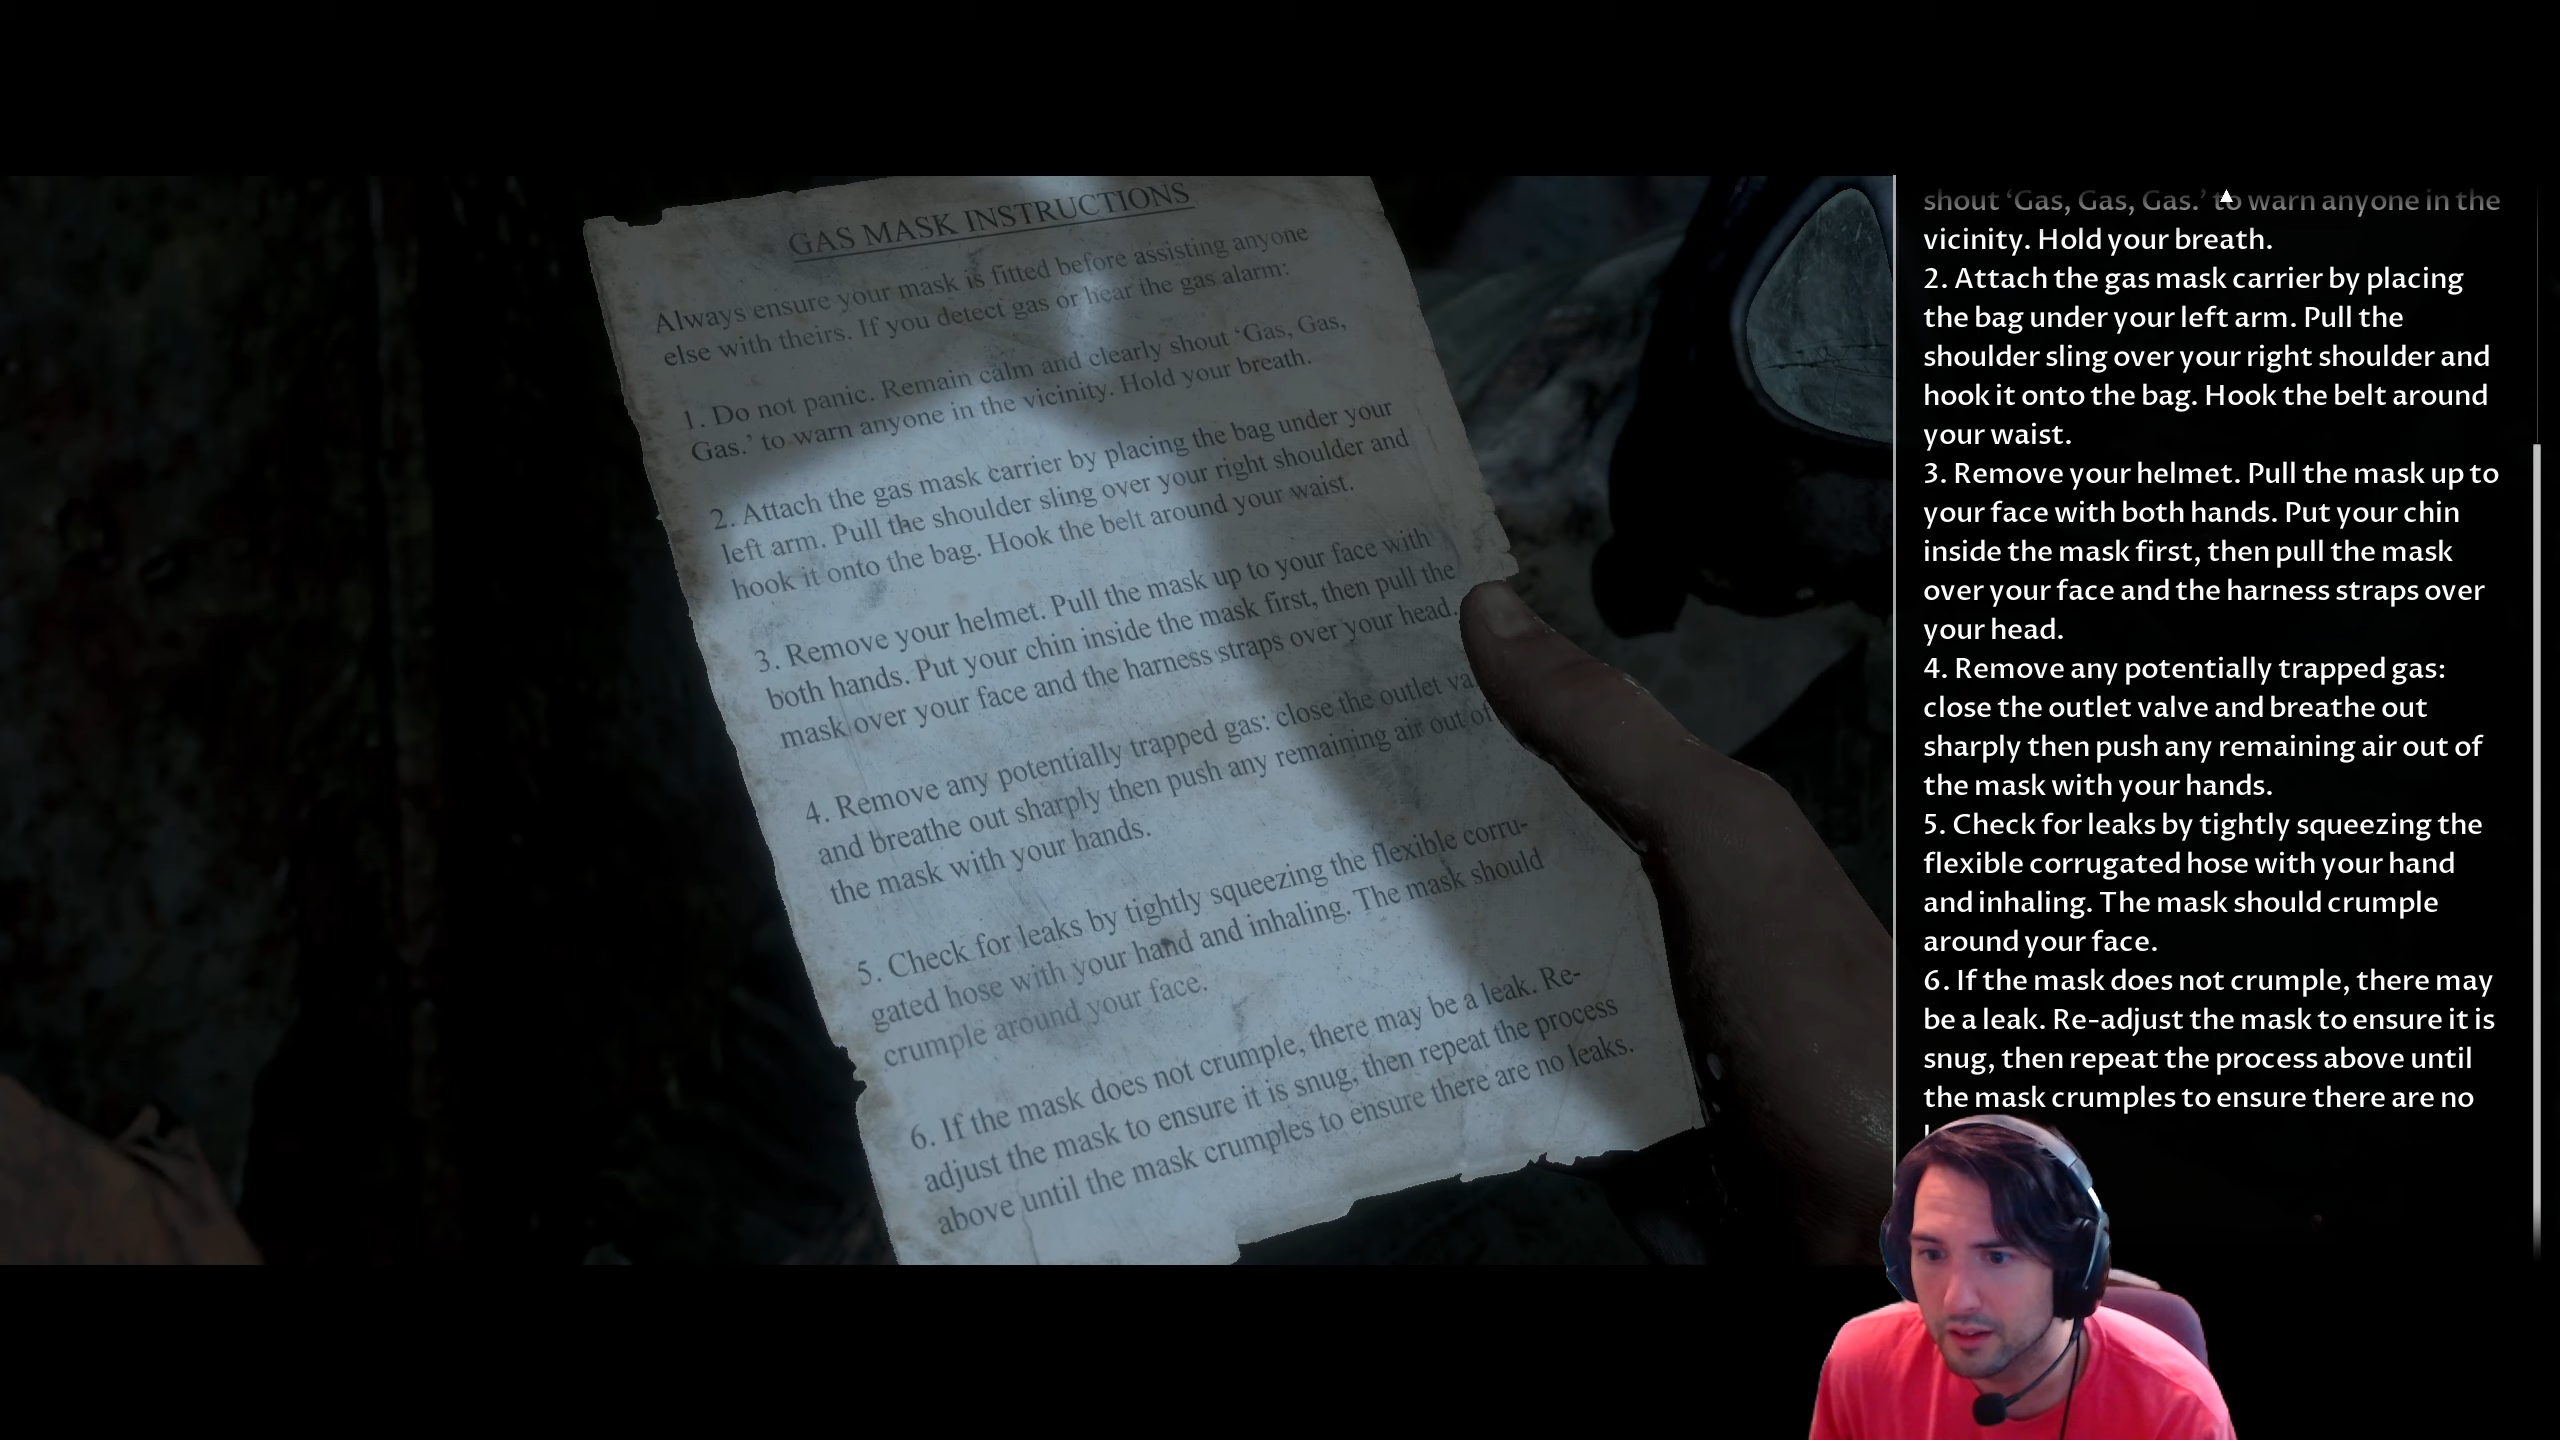 GAS MASK INSTRUCTIONS
Always ensure your mask is fitted before assisting anyone
else with theirs. If you detect gas or hear the gas alarm:
1. Do not panic. Remain calm and clearly shout ‘Gas, Gas,
Gas.’ to warn anyone in the vicinity. Hold your breath.
2. Attach the gas mask carrier by placing the bag under your
left arm. Pull the shoulder sling over your right shoulder and
hook it onto the bag. Hook the belt around your waist.
3. Remove your helmet. Pull the mask up to your face with
both hands. Put your chin inside the mask first, then pull the
mask over your face and the harness straps over your head.
4. Remove any potentially trapped gas: close the outlet va
and breathe out sharply then push any remaining air out of
the mask with your hands.
5. Check for leaks by tightly squeezing the flexible corru-
gated hose with your hand and inhaling. The mask should
crumple around your face.
6. If the mask does not crumple, there may be a leak. Re-
adjust the mask to ensure it is snug, then repeat the process
above until the mask crumples to ensure there are no leaks.
shout ‘Gas, Gas, Gas.’ to warn anyone in the
vicinity. Hold your breath.
2. Attach the gas mask carrier by placing
the bag under your left arm. Pull the
shoulder sling over your right shoulder and
hook it onto the bag. Hook the belt around
your waist.
3. Remove your helmet. Pull the mask up to
your face with both hands. Put your chin
inside the mask first, then pull the mask
over your face and the harness straps over
your head.
4. Remove any potentially trapped gas:
close the outlet valve and breathe out
sharply then push any remaining air out of
the mask with your hands.
5. Check for leaks by tightly squeezing the
flexible corrugated hose with your hand
and inhaling. The mask should crumple
around your face.
6. If the mask does not crumple, there may
be a leak. Re-adjust the mask to ensure it is
snug, then repeat the process above until
the mask crumples to ensure there are no